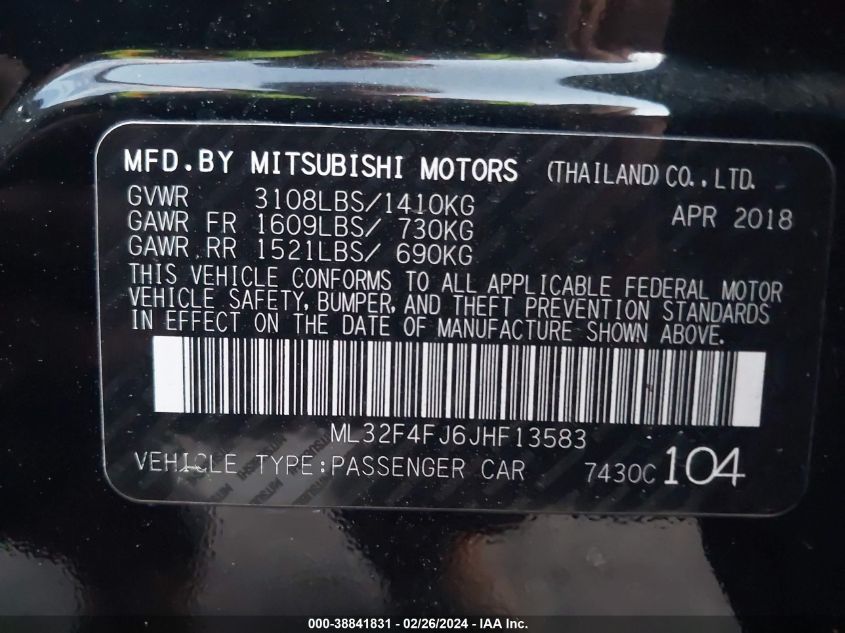 MFD.BY MITSUBISHI MOTORS (THAILAND) CO.,LTD.
GVWR 3108LBS/1410KG APR 2018
GAWR FR 1609LBS/ 730KG
GAWR RR 1521LBS/ 690KG
THIS VEHICLE CONFORMS TO ALL APPLICABLE FEDERAL MOTOR
VEHICLE SAFETY, BUMPER, AND THEFT PREVENTION STANDARDS
IN EFFECT ON THE DATE OF MANUFACTURE SHOWN ABOVE.
ML32F4FJ6JHF13583
VEHICLE TYPE:PASSENGER CAR 7430C 104
000-38841831 - 02/26/2024 - IAA Inc.